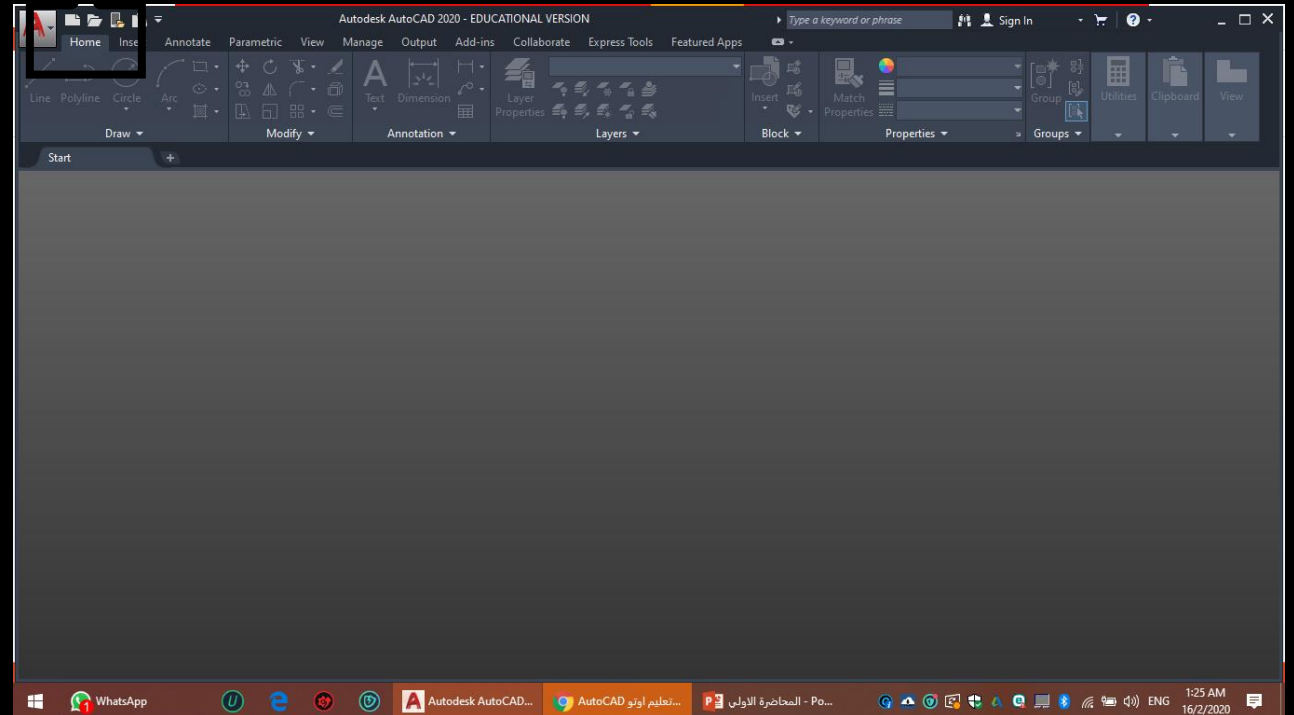 Autodesk AutoCAD 2020 - EDUCATIONAL VERSION
Type a keyword or phrase
Sign In
Home Inse Annotate Parametric View Manage Output Add-ins Collaborate Express Tools Featured Apps
Line Polyline Circle Arc
Text Dimension
Layer Properties
Insert
Match Properties
Group
Utilities Clipboard View
Draw Modify Annotation Layers Block Properties Groups
Start
WhatsApp
Autodesk AutoCAD...
تعليم اوتو AutoCAD...
المحاضرة الاولي - Po...
ENG
1:25 AM
16/2/2020